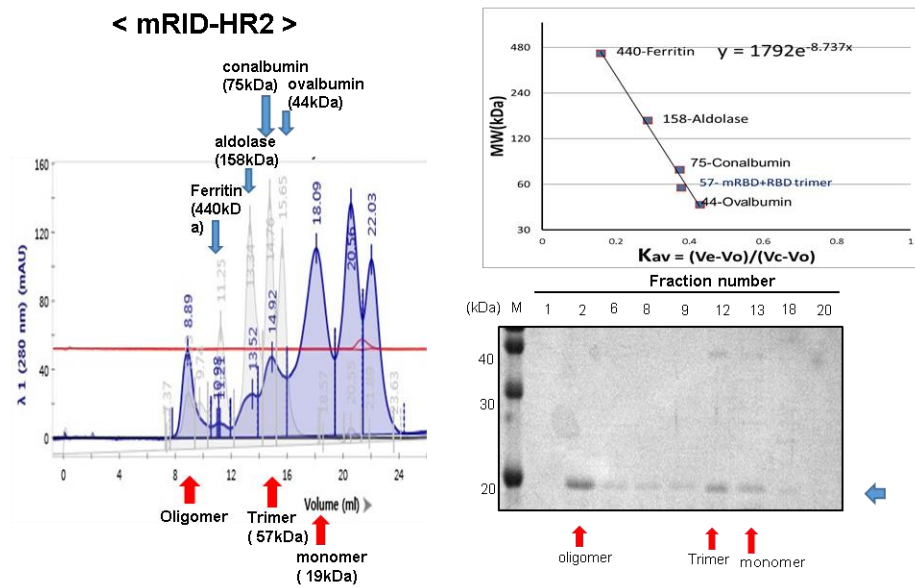 < mRID-HR2 >
conalbumin
(75kDa)
ovalbumin
(44kDa)
aldolase
(158kDa)
Ferritin
(440kD
a)
λ 1 (280 nm) (mAU)
160
120
80
40
0
8.89
9.74
10.98
11.25
13.34
13.52
14.76
14.92
15.65
18.09
20.56
22.03
23.63
0 4 8 12 16 20 24
Volume (ml)
Oligomer
Trimer
( 57kDa)
monomer
( 19kDa)
MW(kDa)
480
240
120
60
30
440-Ferritin
y = 1792e^-8.737x
158-Aldolase
75-Conalbumin
57- mRBD+RBD trimer
44-Ovalbumin
0 0.2 0.4 0.6 0.8 1
Kav = (Ve-Vo)/(Vc-Vo)
Fraction number
(kDa) M 1 2 6 8 9 12 13 18 20
40
30
20
oligomer
Trimer
monomer